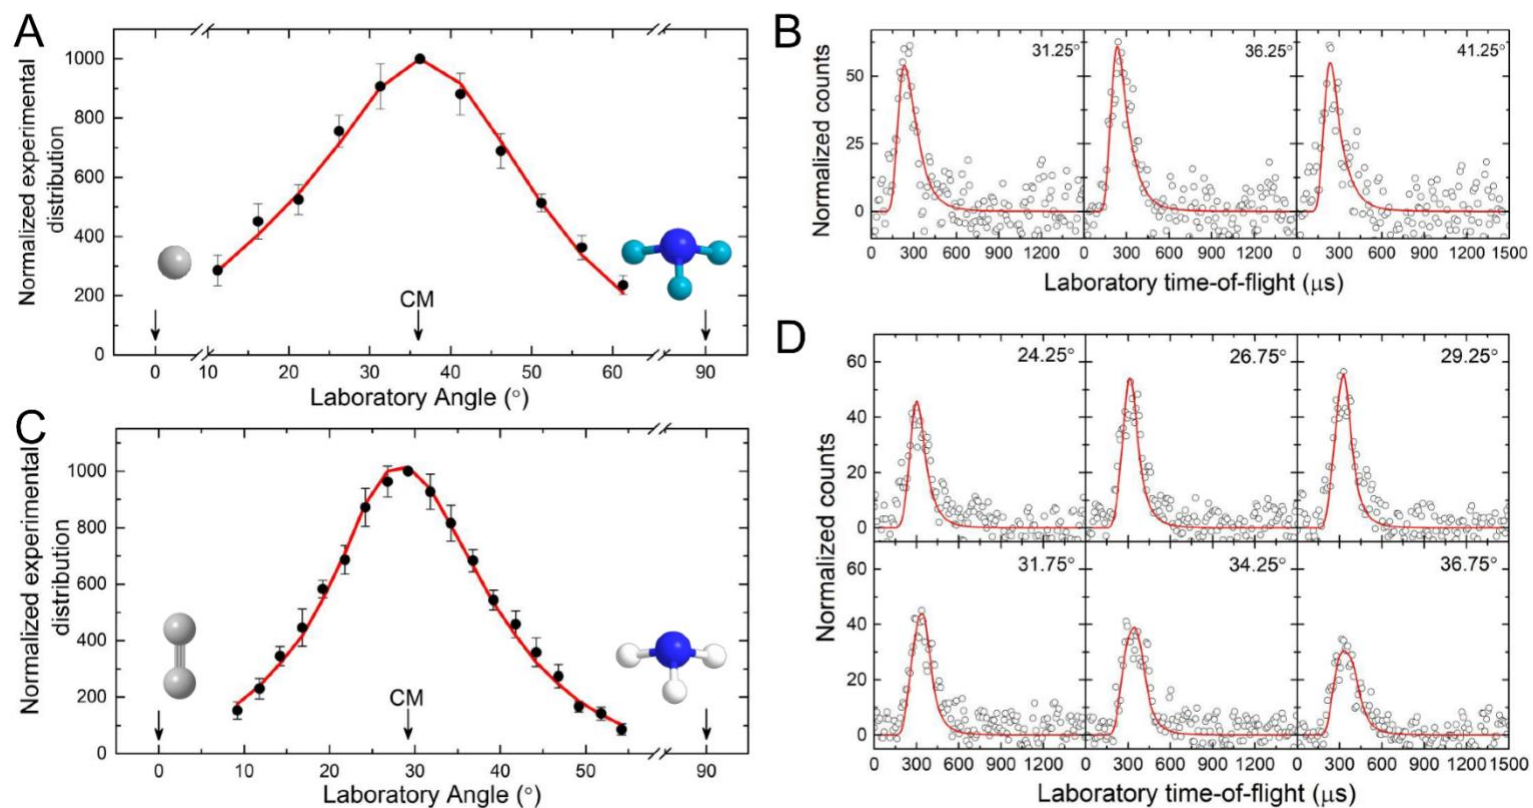 A
Normalized experimental
distribution
1000
800
600
400
200
0
CM
0 10 20 30 40 50 60 90
Laboratory Angle (°)
B
Normalized counts
50
25
0
31.25°
36.25°
41.25°
0 300 600 900 1200 300 600 900 1200 300 600 900 1200 1500
Laboratory time-of-flight (μs)
C
Normalized experimental
distribution
1000
800
600
400
200
0
CM
0 10 20 30 40 50 90
Laboratory Angle (°)
D
Normalized counts
60
40
20
0
24.25°
26.75°
29.25°
60
40
20
0
31.75°
34.25°
36.75°
0 300 600 900 1200 0 300 600 900 1200 0 300 600 900 1200 1500
Laboratory time-of-flight (μs)